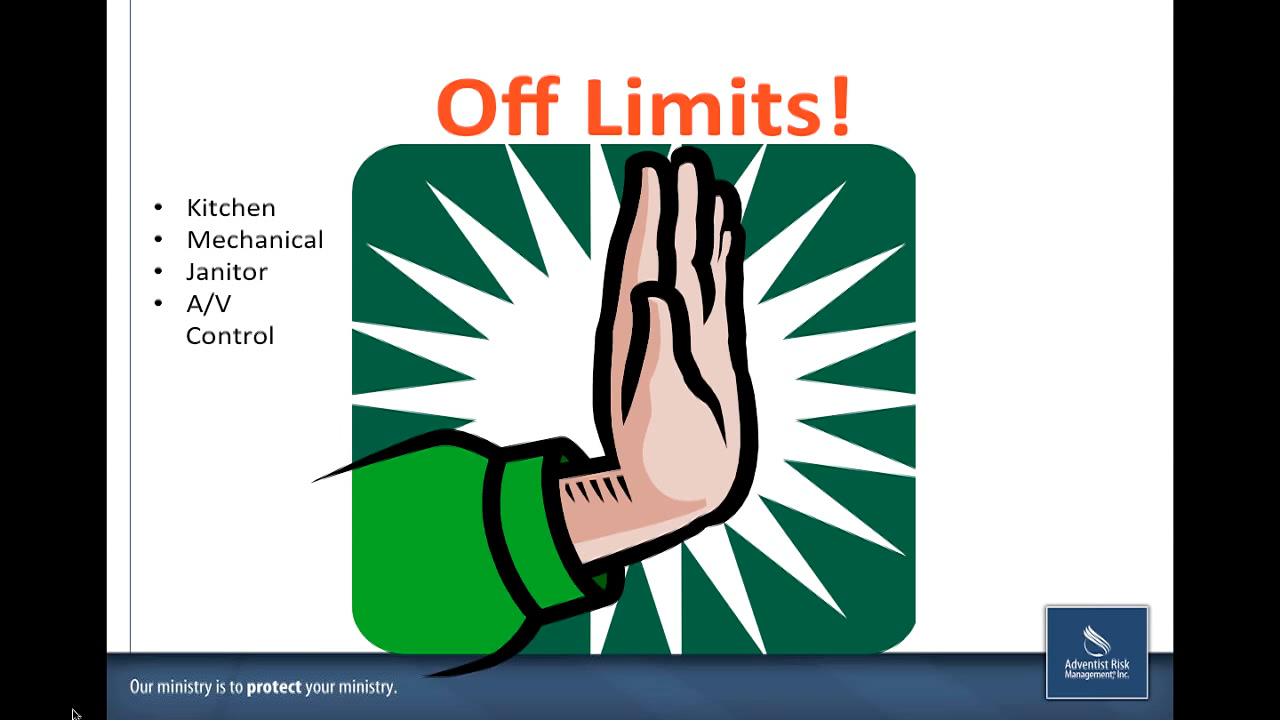 Off Limits!
• Kitchen
• Mechanical
• Janitor
• A/V
Control
Our ministry is to protect your ministry.
Adventist Risk
Management, Inc.